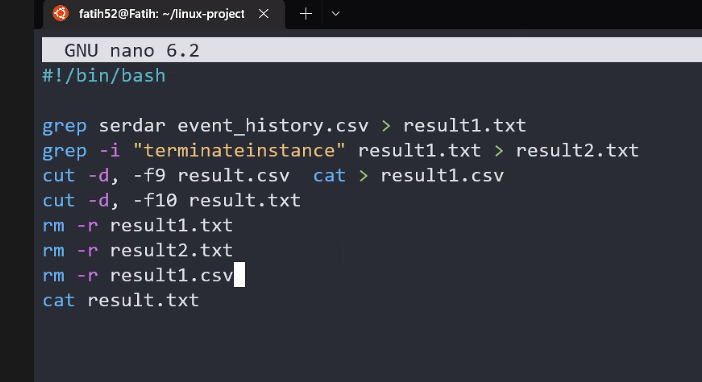 fatih52@Fatih: ~/linux-project
GNU nano 6.2
#!/bin/bash
grep serdar event_history.csv > result1.txt
grep -i "terminateinstance" result1.txt > result2.txt
cut -d, -f9 result.csv  cat > result1.csv
cut -d, -f10 result.txt
rm -r result1.txt
rm -r result2.txt
rm -r result1.csv
cat result.txt